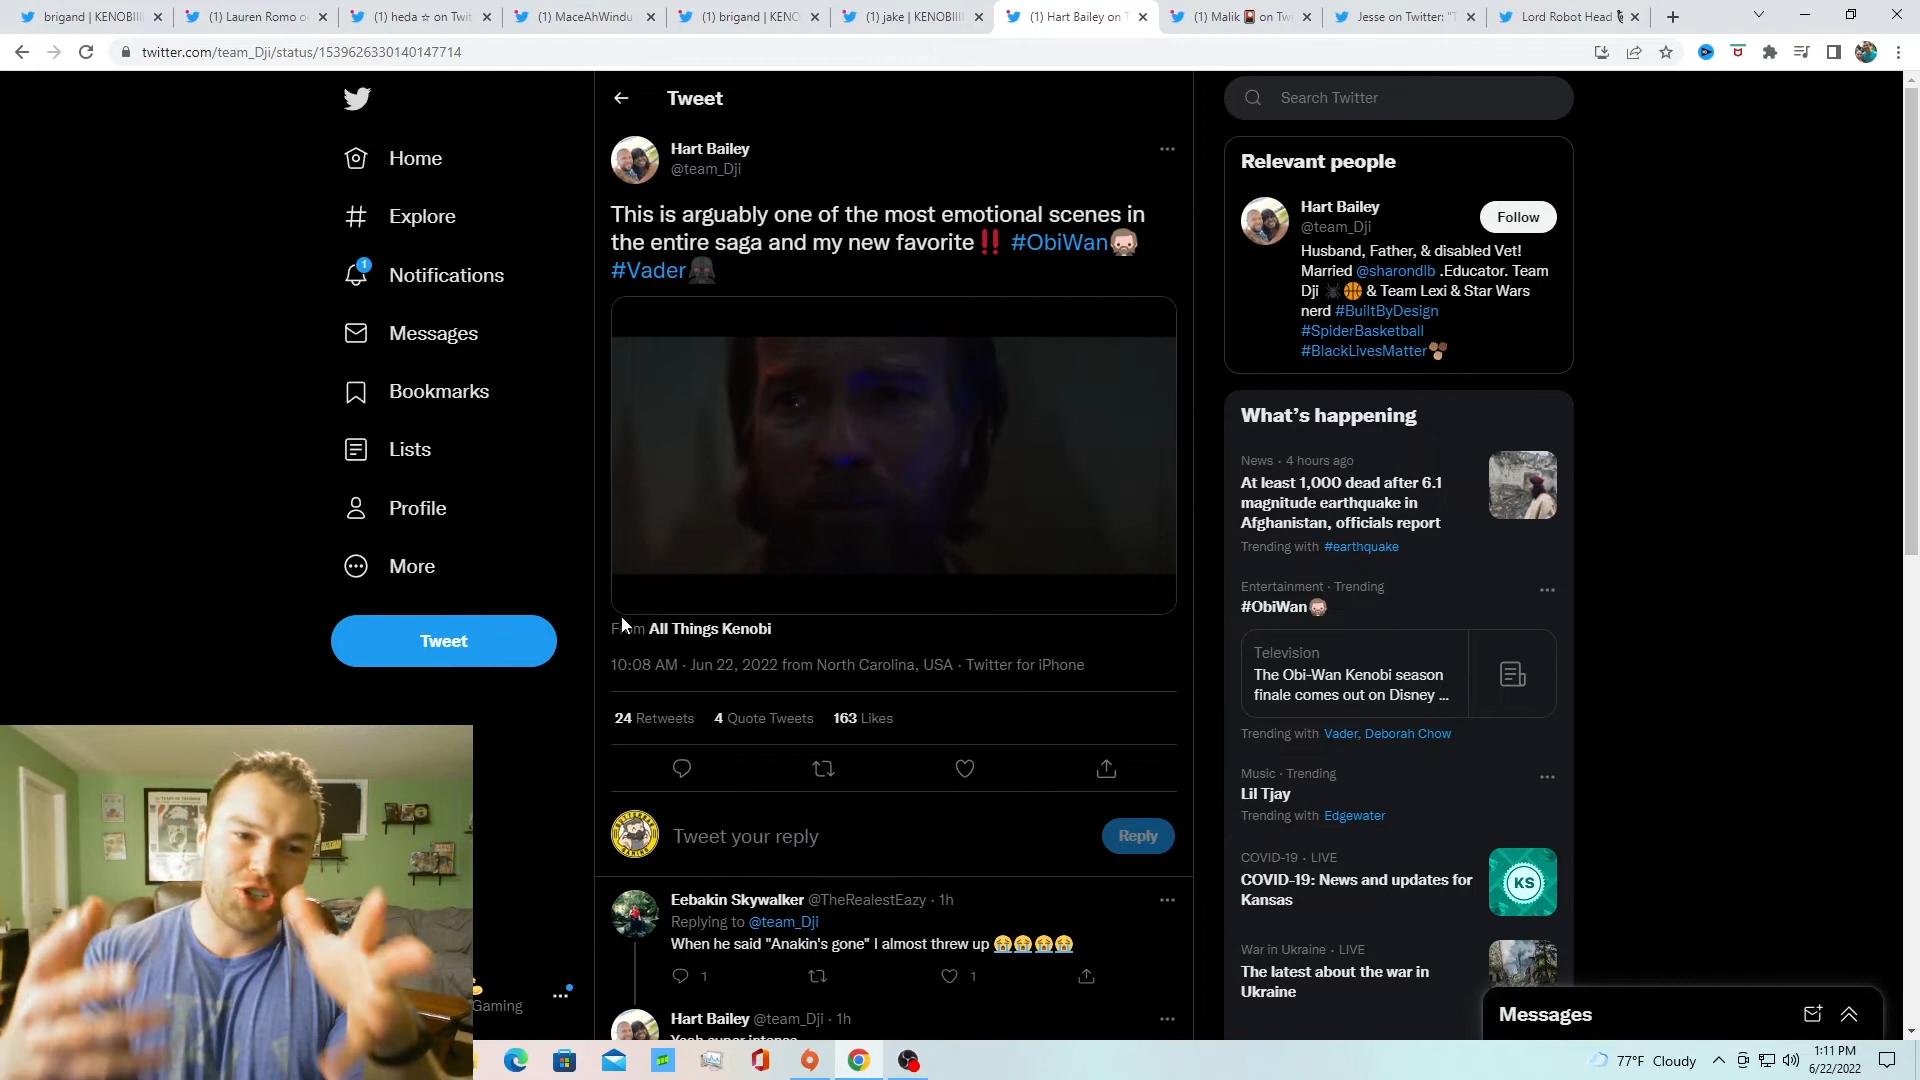 brigand | KENOBIIII
(1) Lauren Romo o
(1) heda ☆ on Twit
(1) MaceAhWindu
(1) brigand | KENO
(1) jake | KENOBIIII
(1) Hart Bailey on T
(1) Malik 🎴 on Tw
Jesse on Twitter: "T
Lord Robot Head
twitter.com/team_Dji/status/1539626330140147714
Tweet
Search Twitter
Home
Explore
1
Notifications
Messages
Bookmarks
Lists
Profile
More
Tweet
Hart Bailey
@team_Dji
This is arguably one of the most emotional scenes in
the entire saga and my new favorite‼️ #ObiWan
#Vader
From All Things Kenobi
10:08 AM · Jun 22, 2022 from North Carolina, USA · Twitter for iPhone
24 Retweets 4 Quote Tweets 163 Likes
Tweet your reply
Reply
Eebakin Skywalker @TheRealestEazy · 1h
Replying to @team_Dji
When he said "Anakin's gone" I almost threw up 😭😭😭😭
1
1
Hart Bailey @team_Dji · 1h
Yeah super intense
Relevant people
Hart Bailey
@team_Dji
Follow
Husband, Father, & disabled Vet!
Married @sharondlb .Educator. Team
Dji 🕷🏀 & Team Lexi & Star Wars
nerd #BuiltByDesign
#SpiderBasketball
#BlackLivesMatter
What's happening
News · 4 hours ago
At least 1,000 dead after 6.1
magnitude earthquake in
Afghanistan, officials report
Trending with #earthquake
Entertainment · Trending
#ObiWan
Television
The Obi-Wan Kenobi season
finale comes out on Disney ...
Trending with Vader, Deborah Chow
Music · Trending
Lil Tjay
Trending with Edgewater
COVID-19 · LIVE
COVID-19: News and updates for
Kansas
KS
War in Ukraine · LIVE
The latest about the war in
Ukraine
Messages
Gaming
77°F Cloudy
1:11 PM
6/22/2022